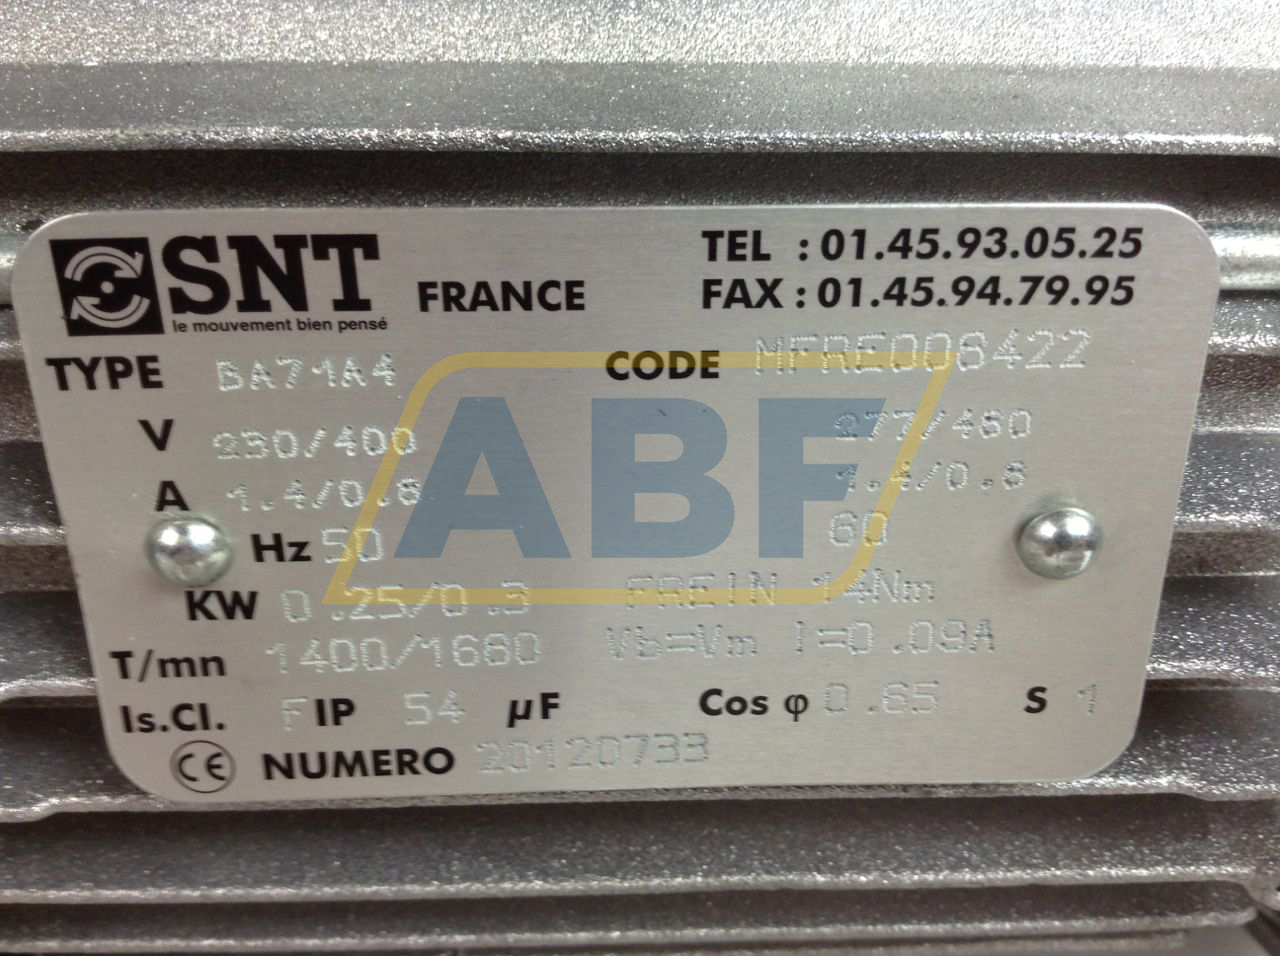 SNT
le mouvement bien pensé
FRANCE
TEL : 01.45.93.05.25
FAX : 01.45.94.79.95
TYPE BA71A4 CODE MFRE008422
V 230/400 277/480
A 1.4/0.8 1.4/0.8
Hz 50 60
KW 0.25/0.3 FREIN 14Nm
T/mn 1400/1680 Vb=Vm I=0.09A
Is.Cl. F IP 54 µF Cos φ 0.65 S 1
CE NUMERO 20120733
ABF